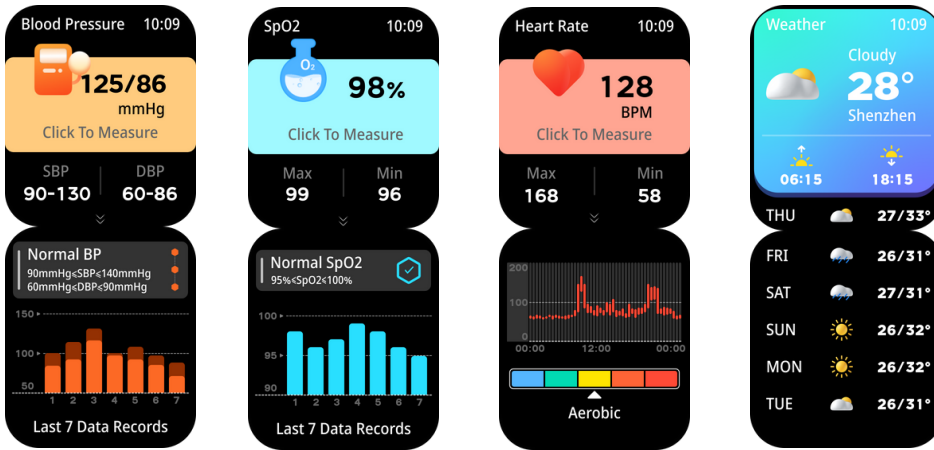 Blood Pressure 10:09
125/86
mmHg
Click To Measure
SBP DBP
90-130 60-86
Normal BP
90mmHg≤SBP≤140mmHg
60mmHg≤DBP≤90mmHg
150
100
50
1 2 3 4 5 6 7
Last 7 Data Records
SpO2 10:09
O2
98%
Click To Measure
Max Min
99 96
Normal SpO2
95%≤SpO2≤100%
100
95
90
1 2 3 4 5 6 7
Last 7 Data Records
Heart Rate 10:09
128
BPM
Click To Measure
Max Min
168 58
200
100
0
00:00 12:00 00:00
Aerobic
Weather 10:09
Cloudy
28°
Shenzhen
06:15 18:15
THU 27/33°
FRI 26/31°
SAT 27/31°
SUN 26/32°
MON 26/32°
TUE 26/31°